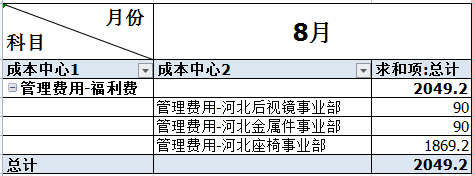 月份
科目
8月
成本中心1 成本中心2 求和项:总计
管理费用-福利费 2049.2
管理费用-河北后视镜事业部 90
管理费用-河北金属件事业部 90
管理费用-河北座椅事业部 1869.2
总计 2049.2